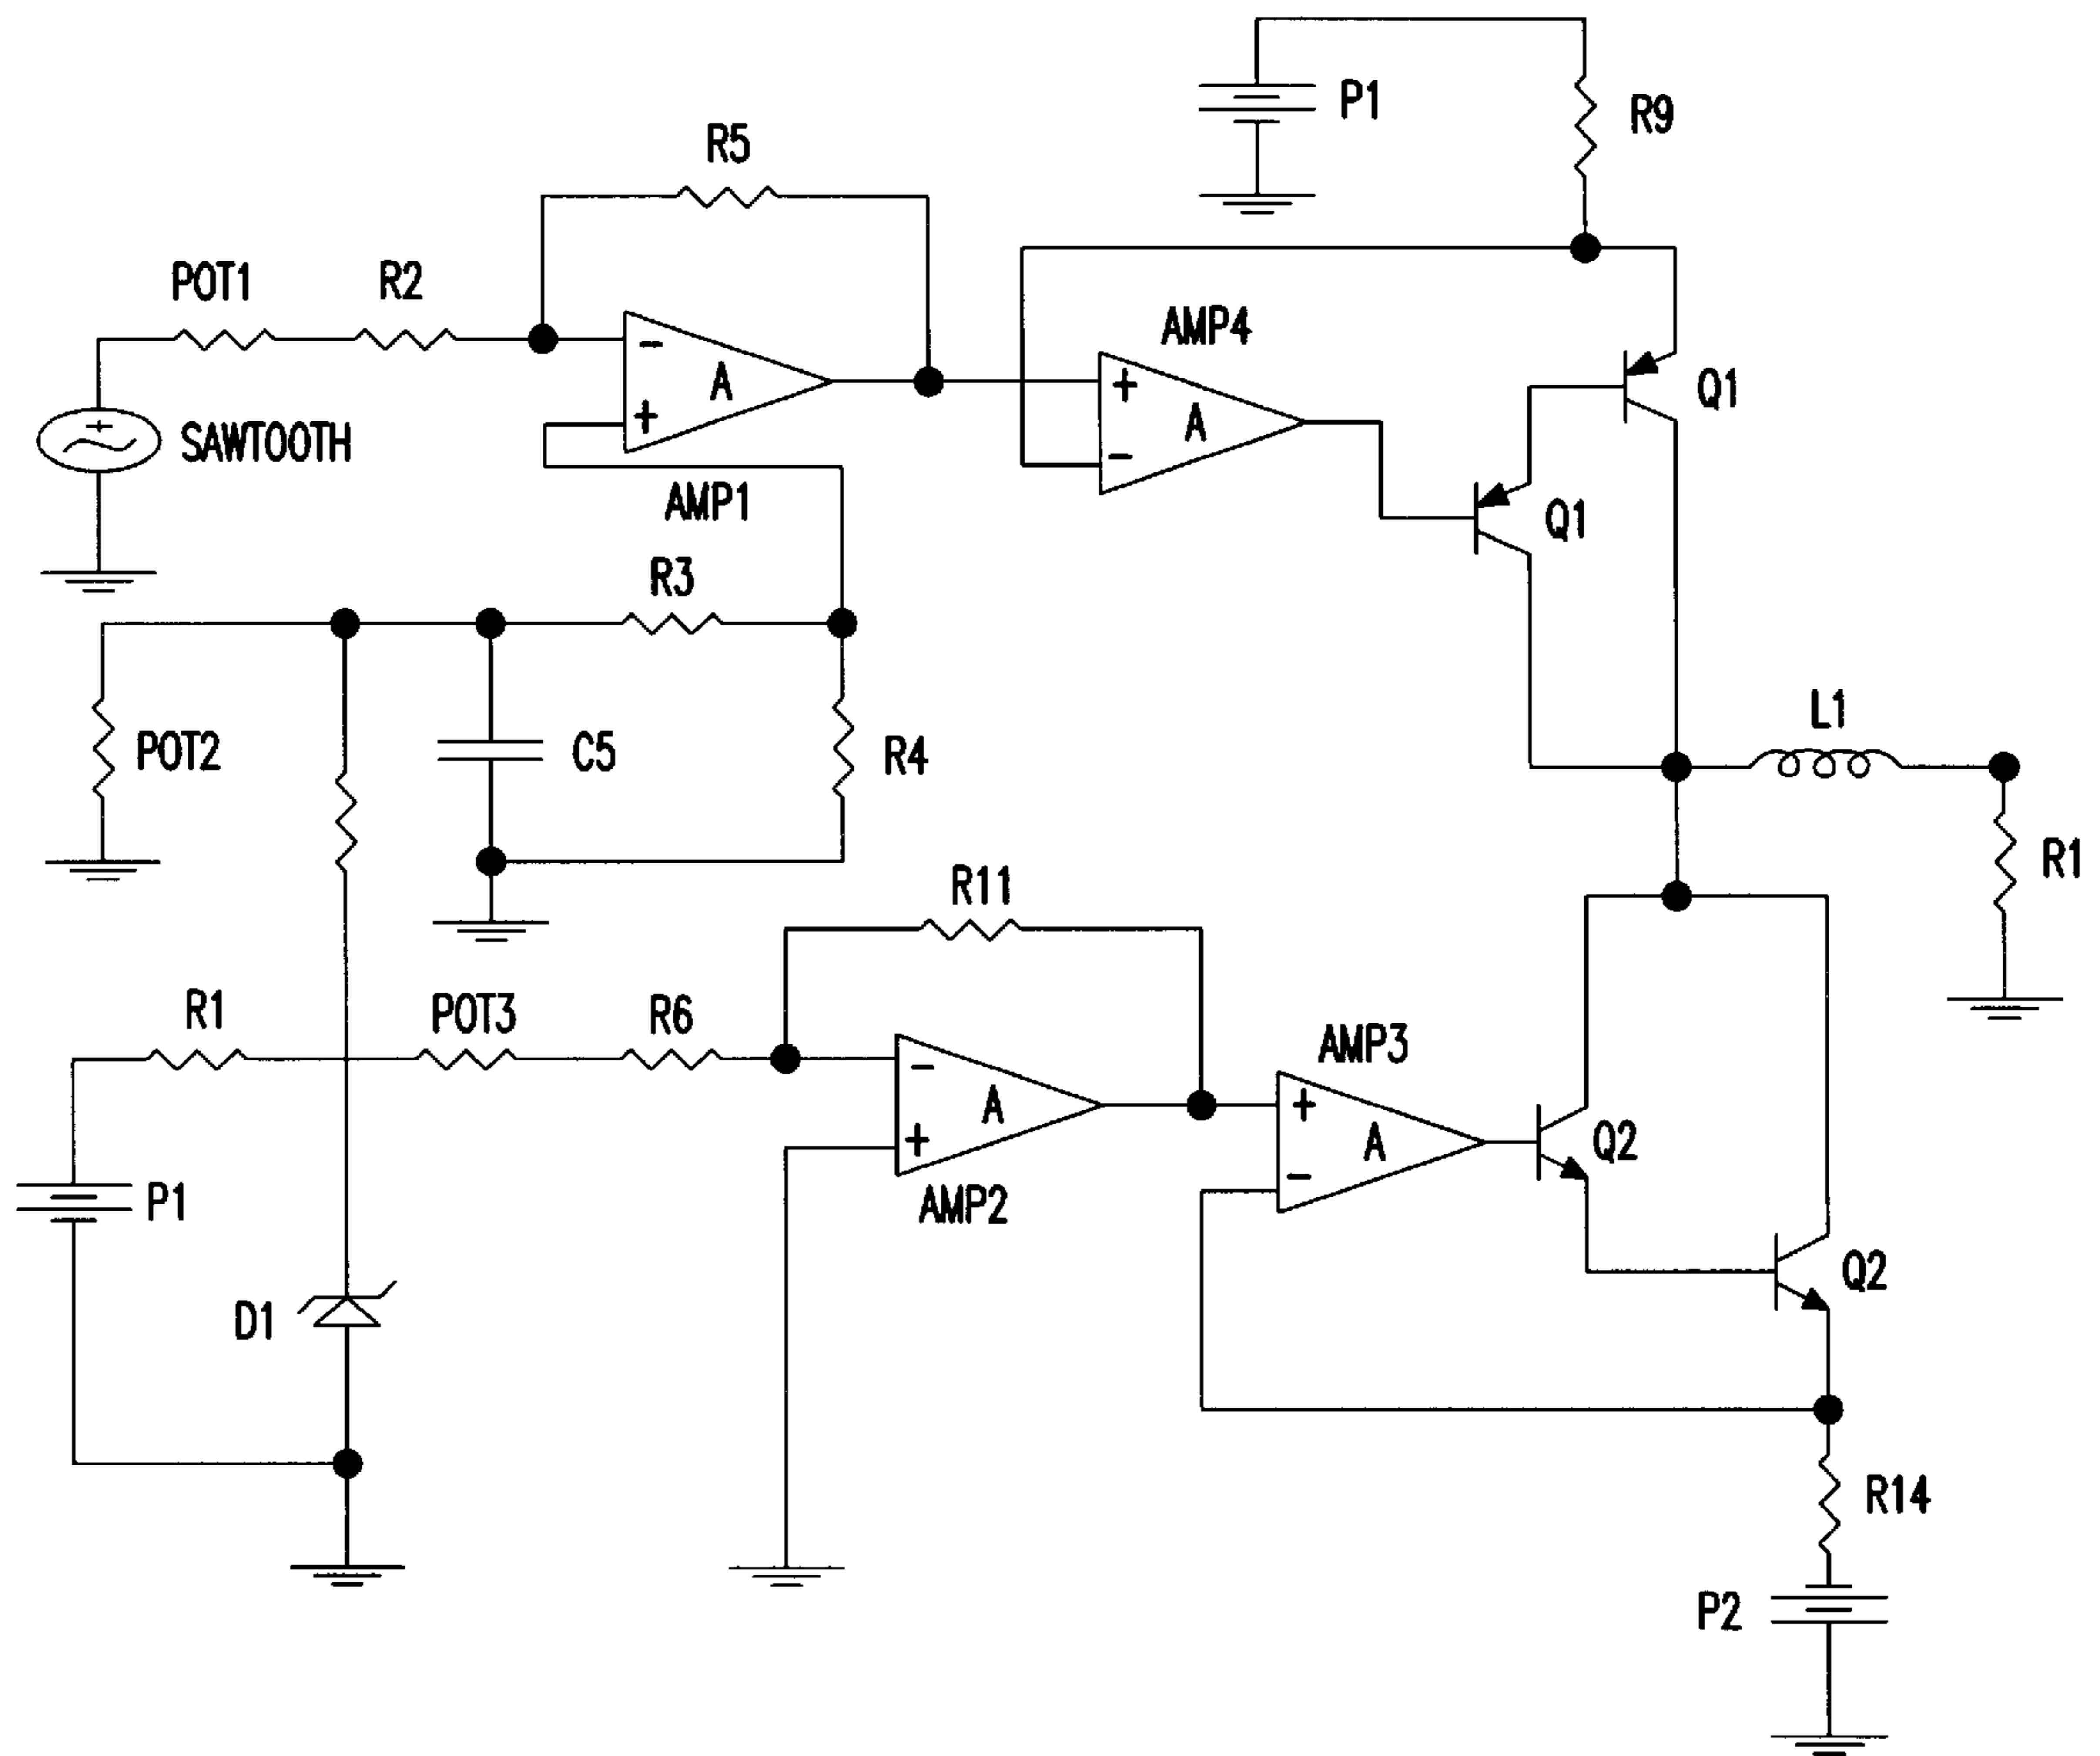 P1
R9
R5
POT1
R2
AMP4
-
A
+
Q1
+
SAWTOOTH
+
A
-
AMP1
Q1
R3
L1
POT2
C5
R4
R1
R11
R1
POT3
R6
AMP3
-
A
+
+
A
-
Q2
P1
AMP2
Q2
D1
R14
P2